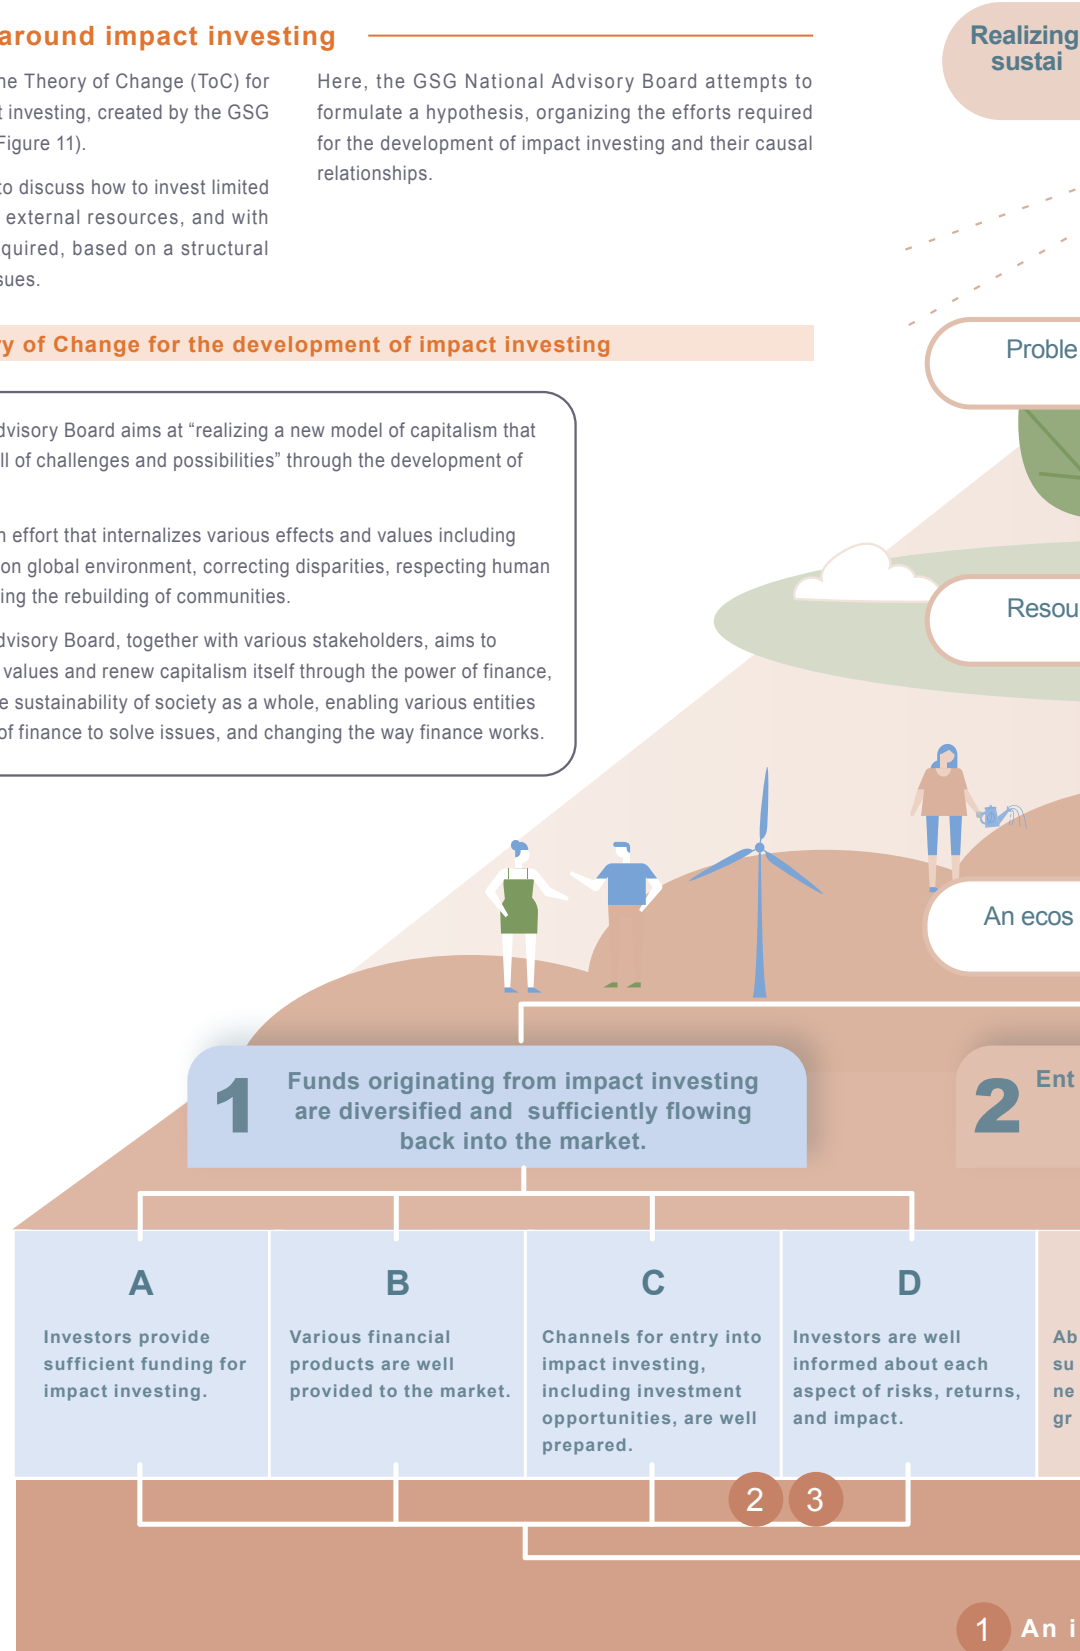 around impact investing
he Theory of Change (ToC) for
t investing, created by the GSG
Figure 11).
to discuss how to invest limited
external resources, and with
quired, based on a structural
sues.
Here, the GSG National Advisory Board attempts to
formulate a hypothesis, organizing the efforts required
for the development of impact investing and their causal
relationships.
Realizing
sustai
ry of Change for the development of impact investing
dvisory Board aims at “realizing a new model of capitalism that
ll of challenges and possibilities” through the development of
n effort that internalizes various effects and values including
on global environment, correcting disparities, respecting human
ing the rebuilding of communities.
dvisory Board, together with various stakeholders, aims to
values and renew capitalism itself through the power of finance,
e sustainability of society as a whole, enabling various entities
of finance to solve issues, and changing the way finance works.
Proble
Resou
An ecos
1
Funds originating from impact investing
are diversified and sufficiently flowing
back into the market.
2
Ent
A
Investors provide
sufficient funding for
impact investing.
B
Various financial
products are well
provided to the market.
C
Channels for entry into
impact investing,
including investment
opportunities, are well
prepared.
D
Investors are well
informed about each
aspect of risks, returns,
and impact.
Ab
su
ne
gr
2 3
1 An i